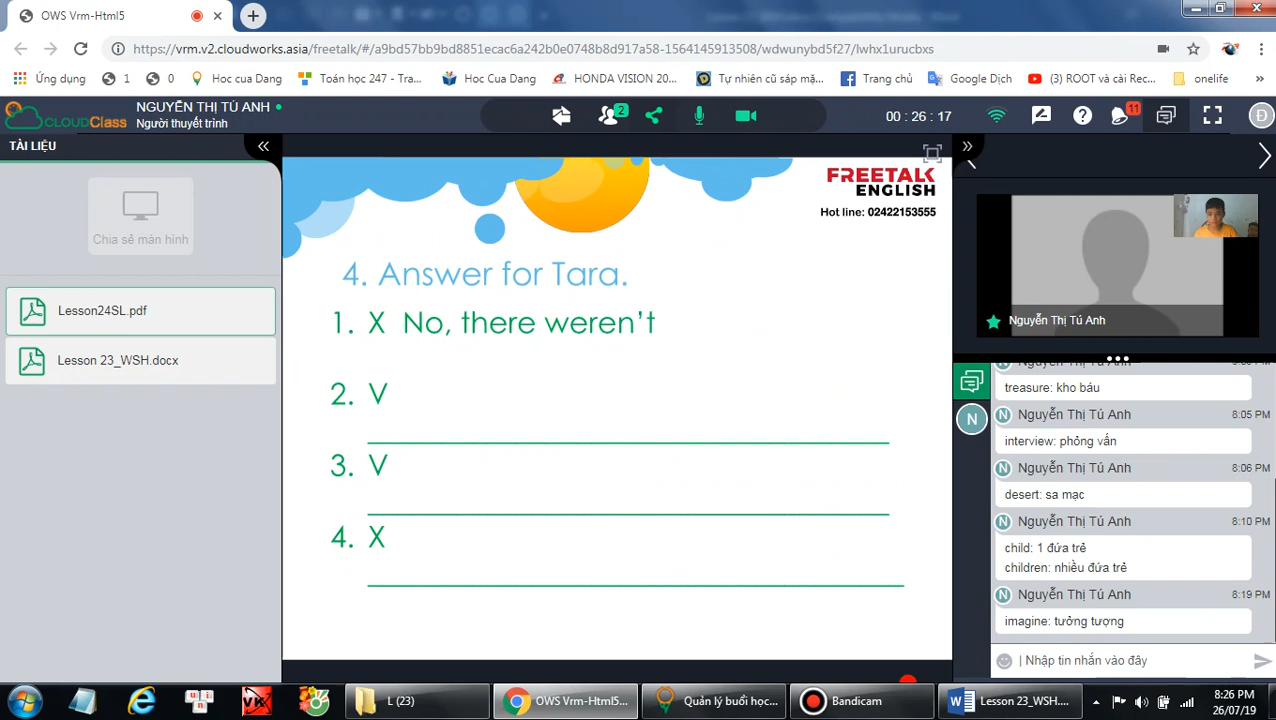 OWS Vrm-Html5
https://vrm.v2.cloudworks.asia/freetalk/#/a9bd57bb9bd8851ecac6a242b0e0748b8d917a58-1564145913508/wdwunybd5f27/lwhx1urucbxs
Ứng dụng 1 0 Hoc cua Dang Toán học 247 - Tra... Học Cua Dang HONDA VISION 20... Tự nhiên cũ sáp mặ... Trang chủ Google Dịch (3) ROOT và cài Rec... onelife »
CLOUDClass NGUYỄN THỊ TÚ ANH
Người thuyết trình
2 00 : 26 : 17 11 Đ
TÀI LIỆU
Chia sẻ màn hình
Lesson24SL.pdf
Lesson 23_WSH.docx
FREETALK
ENGLISH
Hot line: 02422153555
4. Answer for Tara.
1. X No, there weren't
2. V
3. V
4. X
Nguyễn Thị Tú Anh
treasure: kho báu
N Nguyễn Thị Tú Anh 8:05 PM
interview: phỏng vấn
N Nguyễn Thị Tú Anh 8:06 PM
desert: sa mạc
N Nguyễn Thị Tú Anh 8:10 PM
child: 1 đứa trẻ
children: nhiều đứa trẻ
N Nguyễn Thị Tú Anh 8:19 PM
imagine: tưởng tượng
Nhập tin nhắn vào đây
L (23) OWS Vrm-Html5... Quản lý buổi học... Bandicam Lesson 23_WSH....
8:26 PM
26/07/19